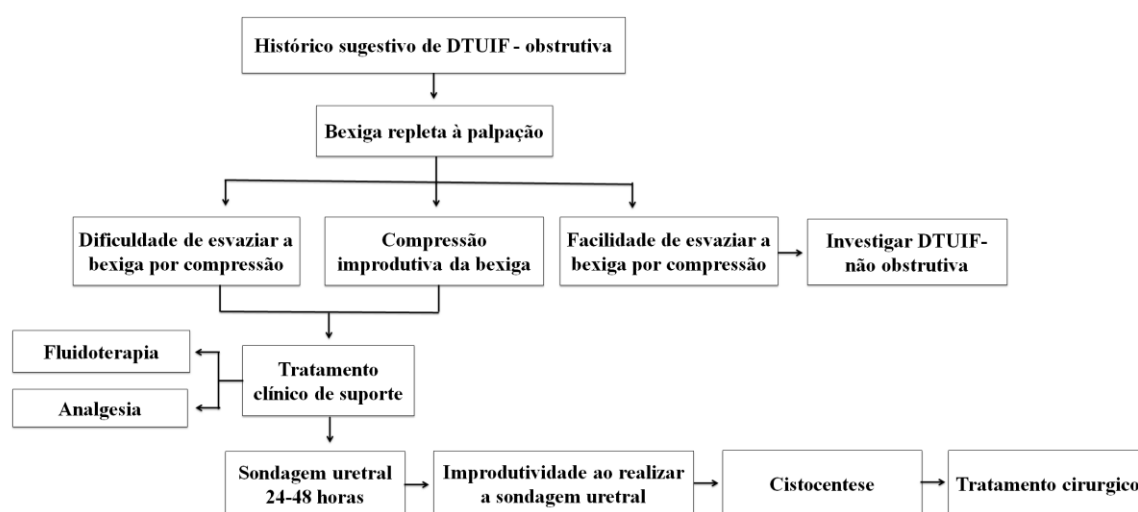 Histórico sugestivo de DTUIF - obstrutiva
Bexiga repleta à palpação
Dificuldade de esvaziar a
bexiga por compressão
Compressão
improdutiva da bexiga
Facilidade de esvaziar a
bexiga por compressão
Investigar DTUIF-
não obstrutiva
Fluidoterapia
Analgesia
Tratamento
clínico de suporte
Sondagem uretral
24-48 horas
Improdutividade ao realizar
a sondagem uretral
Cistocentese
Tratamento cirurgico